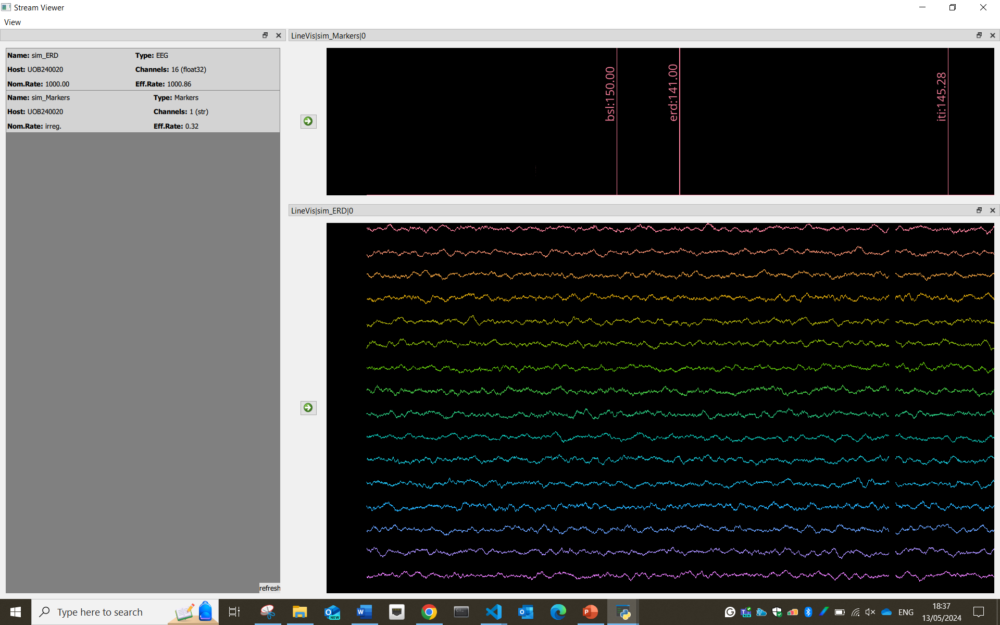 Stream Viewer
View
Name: sim_ERD Type: EEG
Host: UOB240020 Channels: 16 (float32)
Nom.Rate: 1000.00 Eff.Rate: 1000.86
Name: sim_Markers Type: Markers
Host: UOB240020 Channels: 1 (str)
Nom.Rate: irreg. Eff.Rate: 0.32
refresh
LineVis|sim_Markers|0
bsl:150.00
erd:141.00
iti:145.28
LineVis|sim_ERD|0
Type here to search
NEW
W
P
NEW
ENG
18:37
13/05/2024